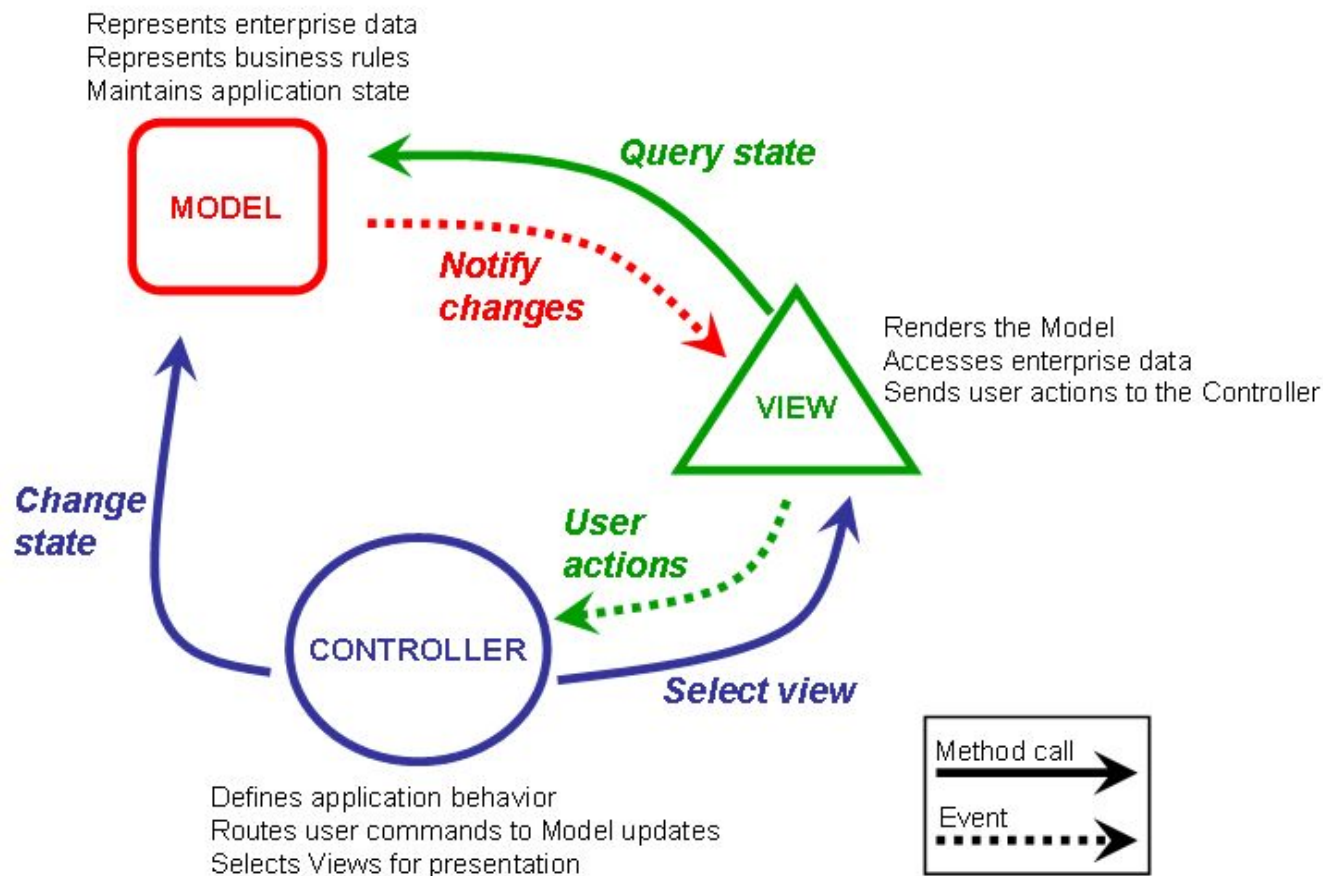 Represents enterprise data
Represents business rules
Maintains application state
MODEL
Query state
Notify
changes
Renders the Model
Accesses enterprise data
Sends user actions to the Controller
VIEW
Change
state
User
actions
CONTROLLER
Select view
Defines application behavior
Routes user commands to Model updates
Selects Views for presentation
Method call
Event